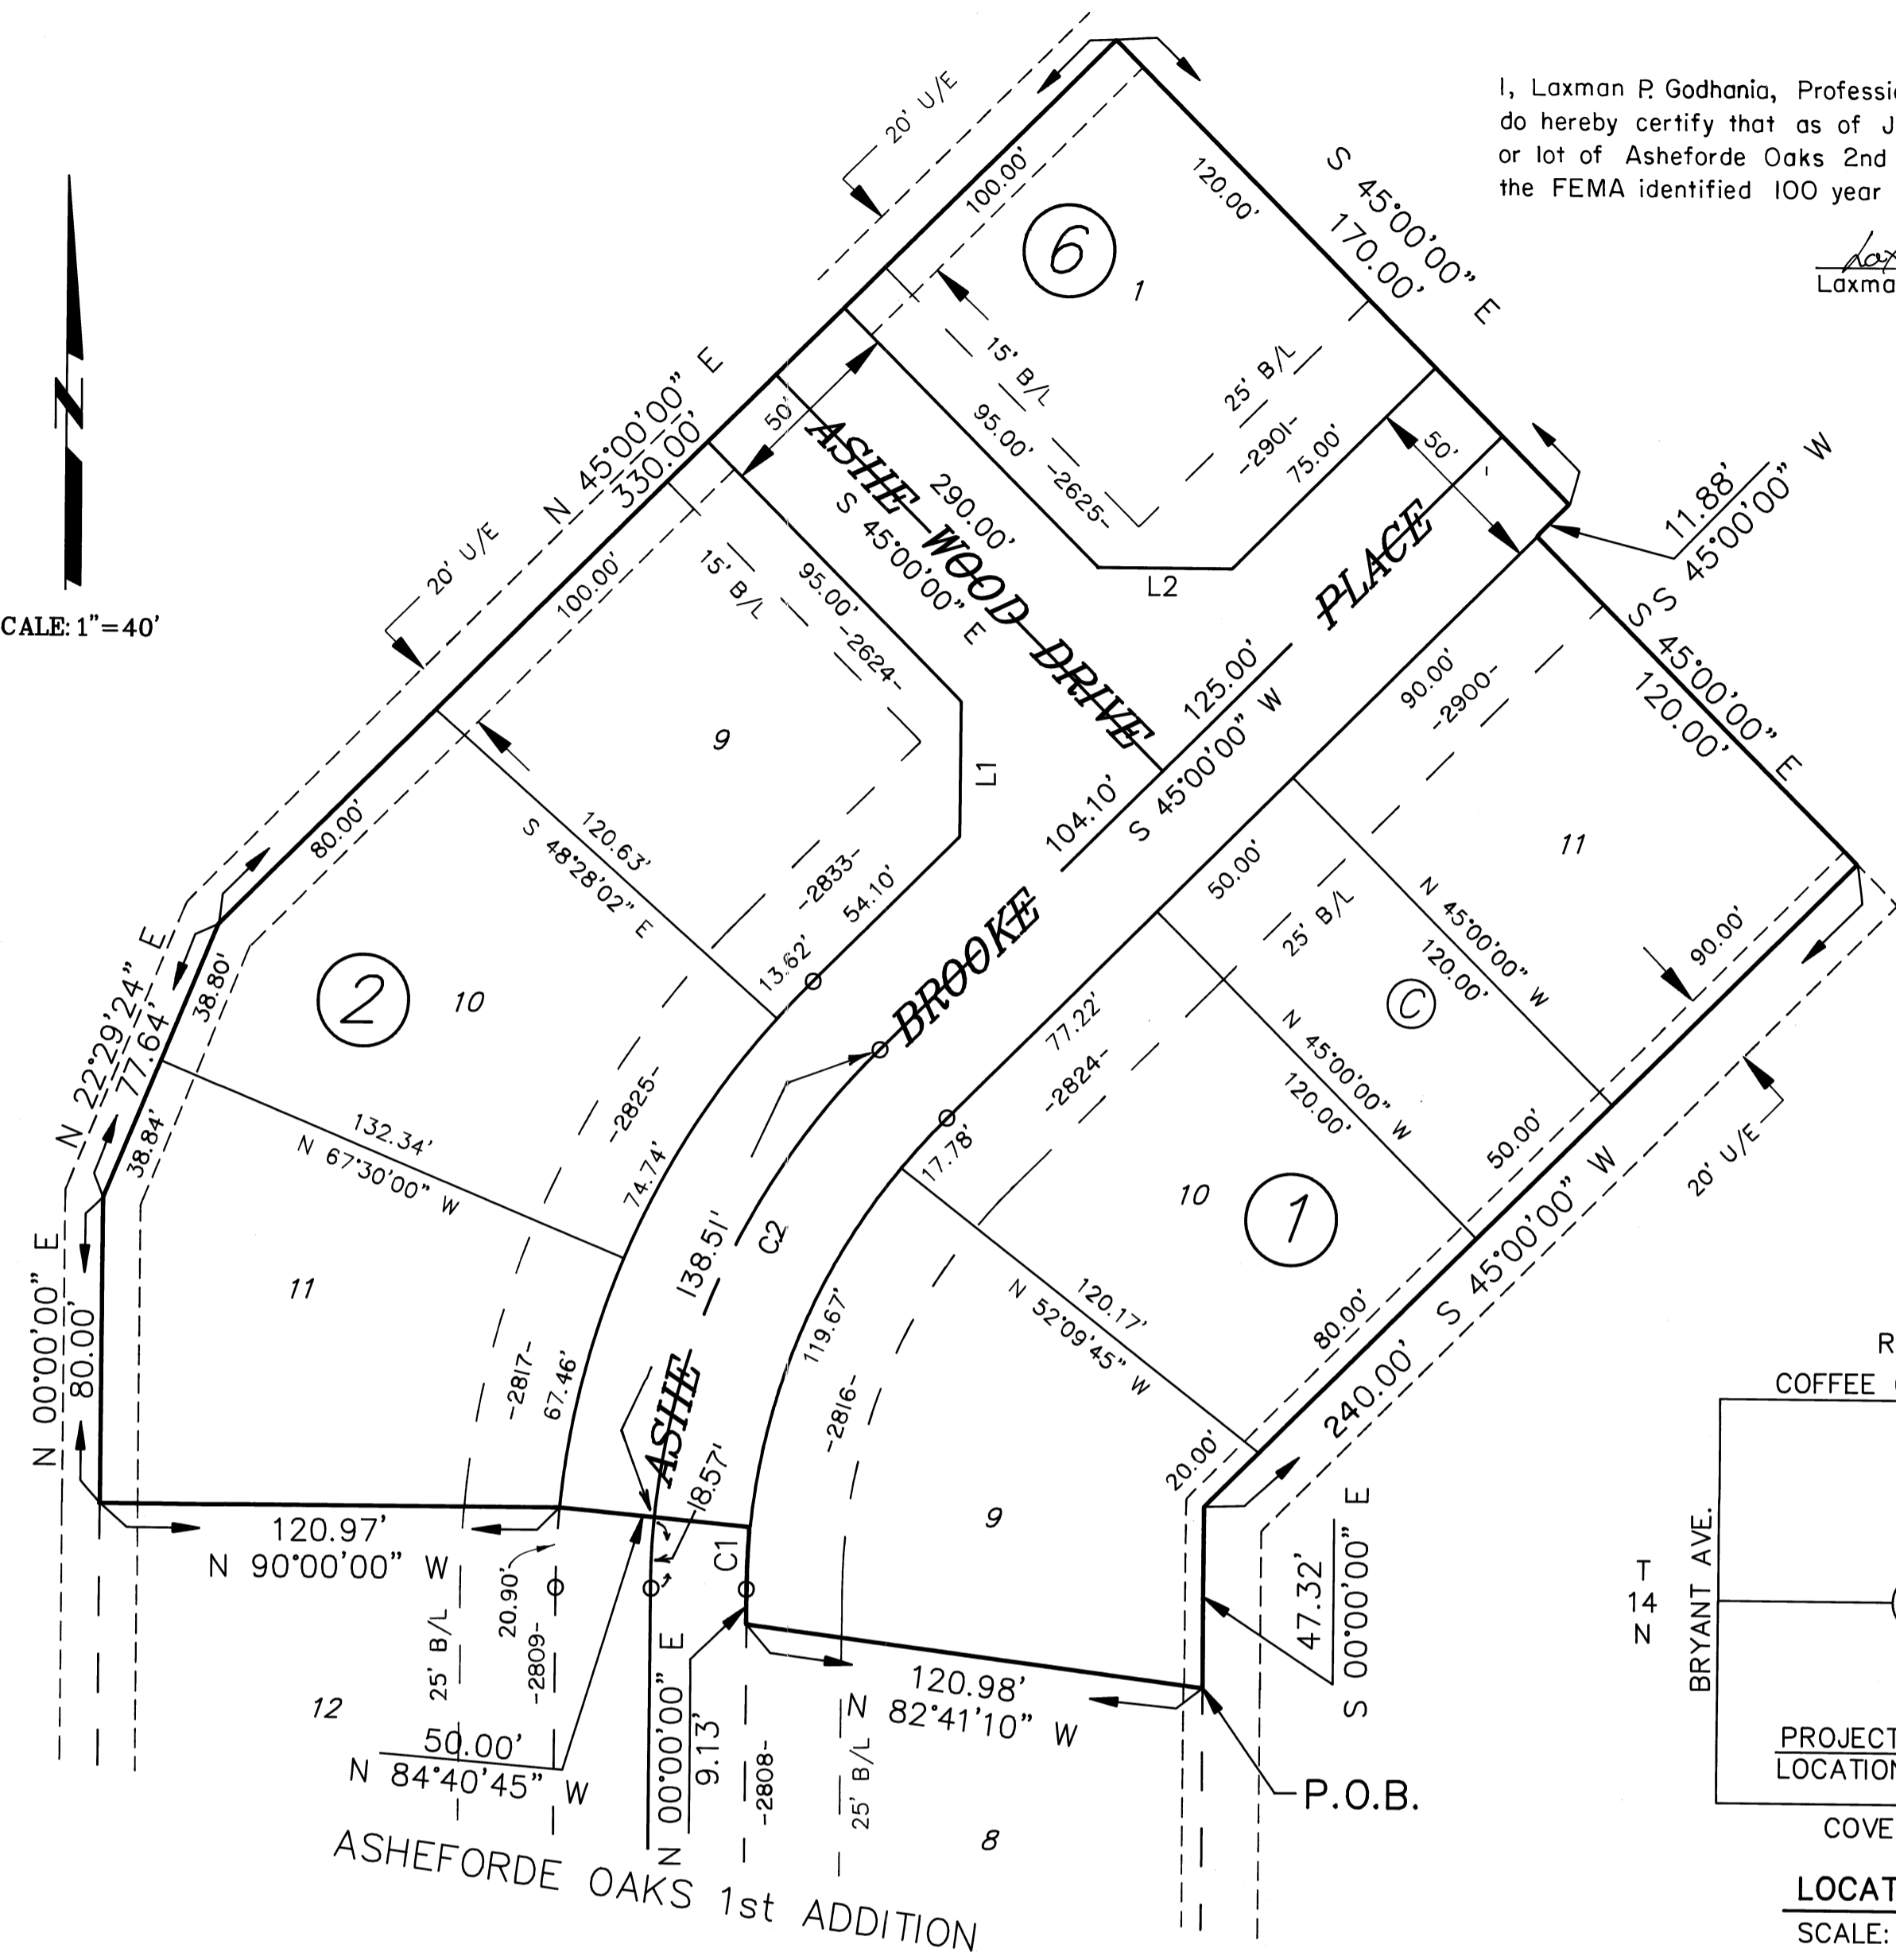 I, Laxman P. Godhania,
do hereby certify that as of
or lot of Asheforde Oaks 2nd
the FEMA identified 100 year
Laxma
20' U/E
100.00'
120.00'
S 45°00'00" E
170.00'
6
1
15' B/L
25' B/L
95.00'
-2625-
-2901-
75.00'
50'
50'
11.88'
S 45°00'00" W
N
CALE: 1"=40'
N 45°00'00" E
330.00'
20' U/E
100.00'
15' B/L
95.00'
-2624-
ASHE WOOD DRIVE
290.00'
S 45°00'00" E
L2
PLACE
S 45°00'00" E
120.00'
9
L1
125.00'
104.10'
S 45°00'00" W
90.00'
-2900-
11
80.00'
120.63'
S 48°28'02" E
-2833-
54.10'
13.62'
BROOKE
50.00'
25' B/L
N 45°00'00" W
120.00'
90.00'
C
N 22°29'24" E
77.64'
38.80'
38.84'
2
10
-2825-
74.74'
132.34'
N 67°30'00" W
77.22'
-2824-
17.78'
N 45°00'00" W
120.00'
50.00'
20' U/E
10
1
80.00'
S 45°00'00" W
240.00'
N 00°00'00" E
80.00'
11
-2817-
67.46'
138.51'
C2
119.67'
-2816-
120.17'
N 52°09'45" W
20.00'
ASHE
18.57'
C1
9
47.32'
S 00°00'00" E
120.97'
N 90°00'00" W
25' B/L
20.90'
-2809-
12
50.00'
N 84°40'45" W
N 00°00'00" E
9.13'
-2808-
25' B/L
120.98'
N 82°41'10" W
8
P.O.B.
ASHEFORDE OAKS 1st ADDITION
R
COFFEE
BRYANT AVE.
T
14
N
PROJECT
LOCATION
COVE
LOCAT
SCALE: